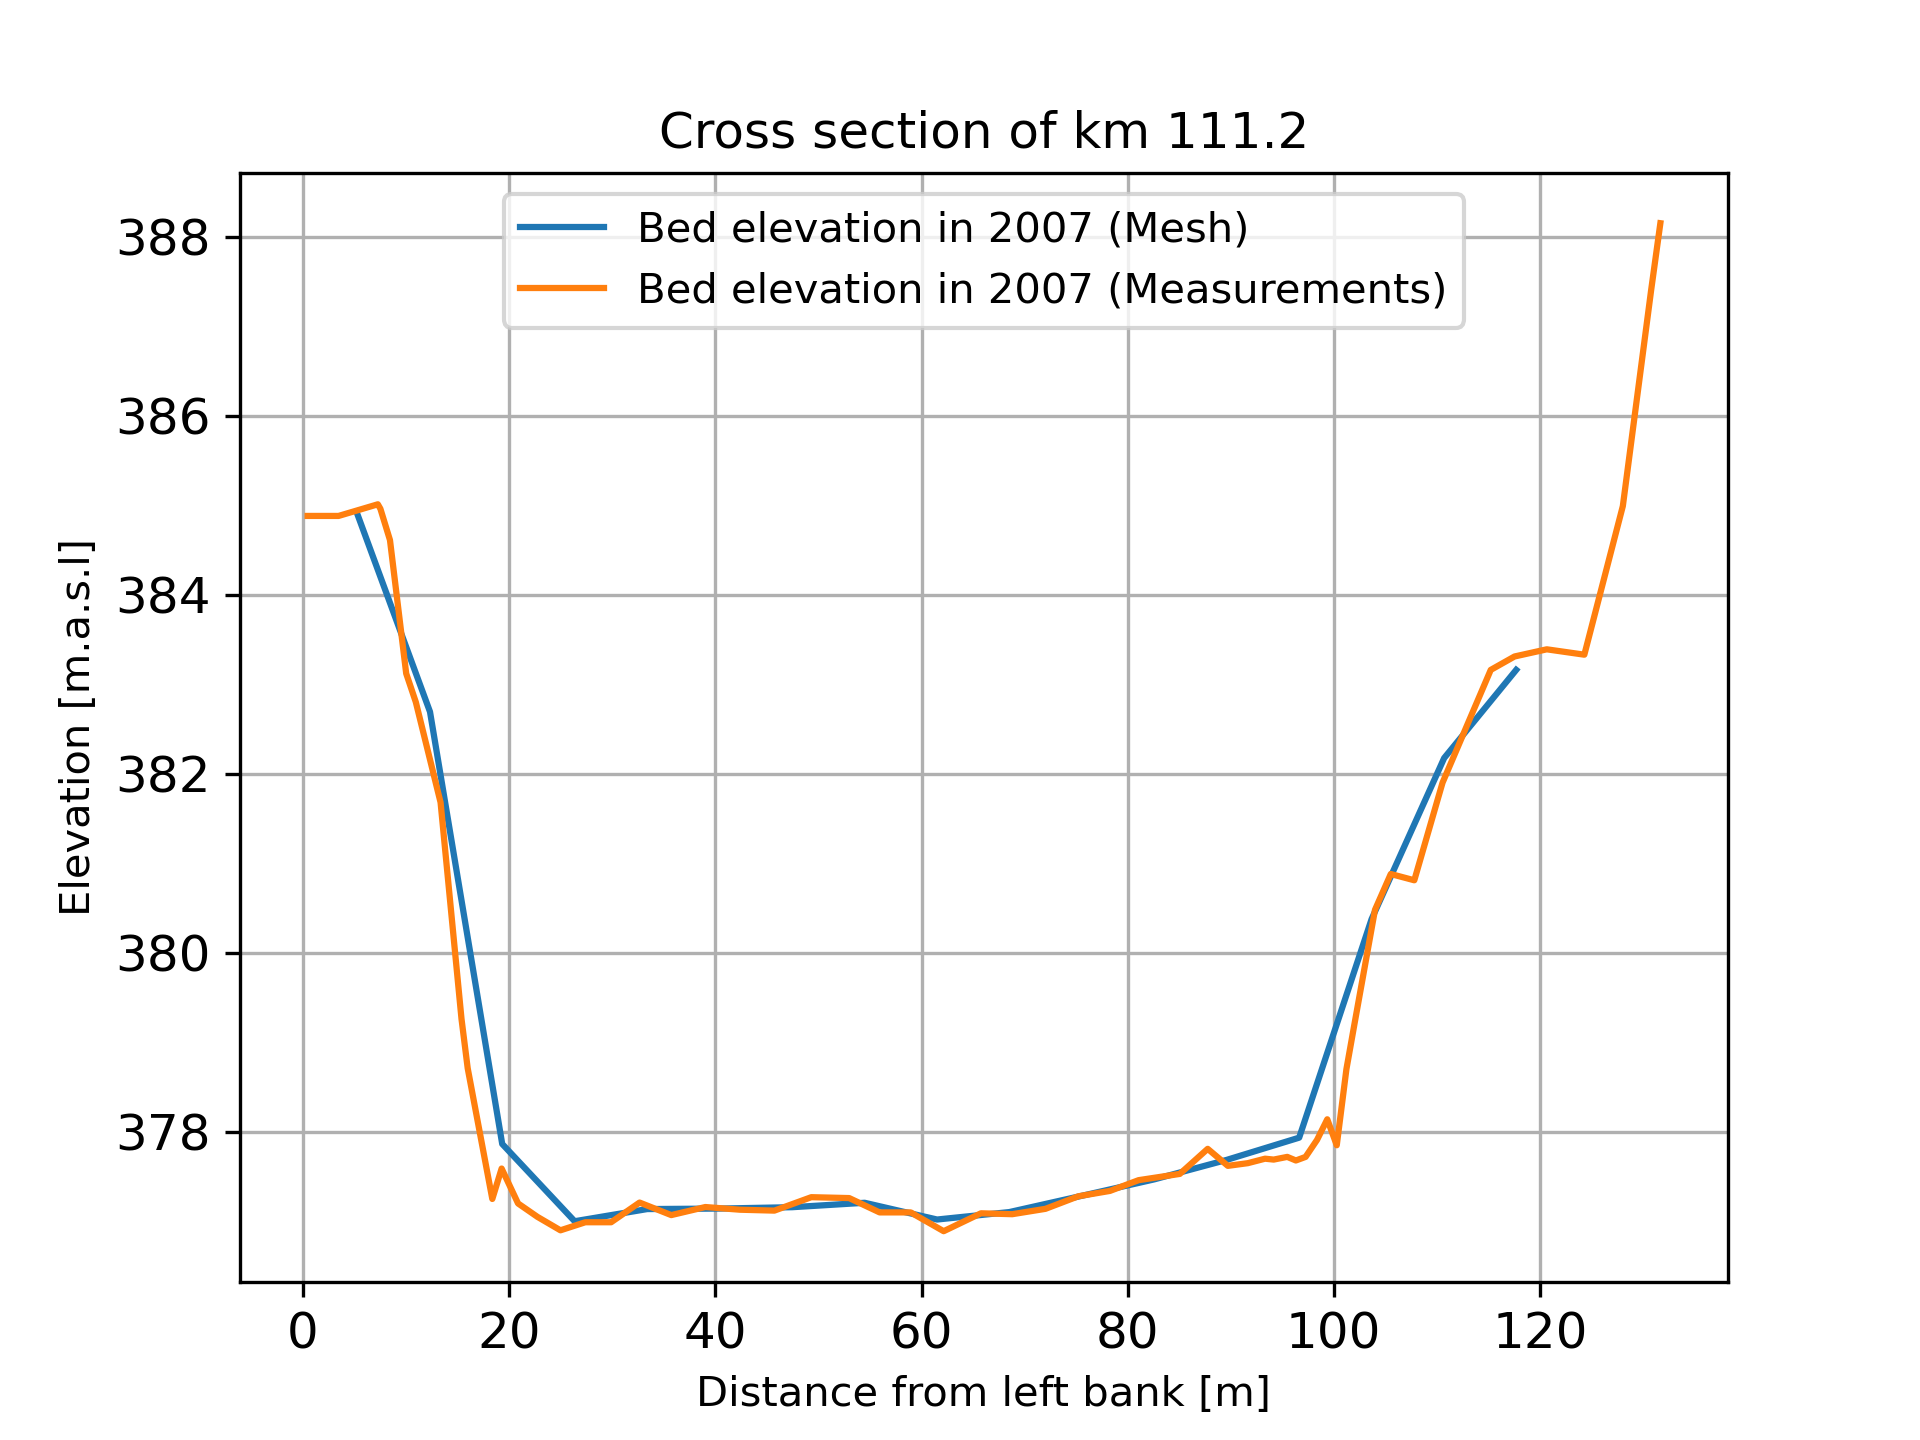 Cross section of km 111.2
Bed elevation in 2007 (Mesh)
Bed elevation in 2007 (Measurements)
Elevation [m.a.s.l]
388
386
384
382
380
378
0 20 40 60 80 100 120
Distance from left bank [m]